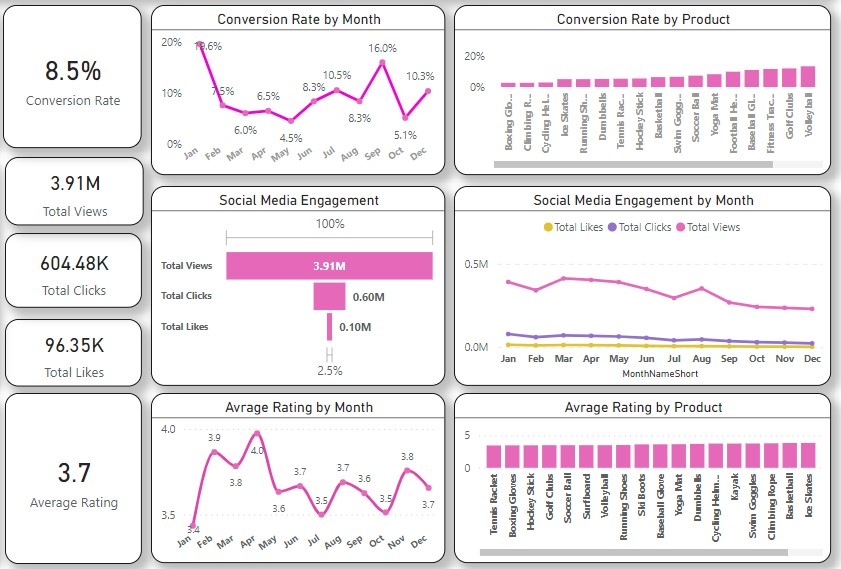 8.5%
Conversion Rate
3.91M
Total Views
604.48K
Total Clicks
96.35K
Total Likes
3.7
Average Rating
Conversion Rate by Month
20%
10%
0%
19.6%
7.5%
6.0%
6.5%
4.5%
8.3%
10.5%
8.3%
16.0%
5.1%
10.3%
Jan
Feb
Mar
Apr
May
Jun
Jul
Aug
Sep
Oct
Dec
Conversion Rate by Product
20%
0%
Boxing Glo...
Climbing R...
Cycling Hel...
Ice Skates
Running Sh...
Dumbbells
Tennis Rac...
Hockey Stick
Basketball
Swim Gogg...
Soccer Ball
Yoga Mat
Football He...
Baseball Gl...
Fitness Trac...
Golf Clubs
Volleyball
Social Media Engagement
100%
Total Views
3.91M
Total Clicks
0.60M
Total Likes
0.10M
2.5%
Social Media Engagement by Month
Total Likes Total Clicks Total Views
0.5M
0.0M
Jan Feb Mar Apr May Jun Jul Aug Sep Oct Nov Dec
MonthNameShort
Avrage Rating by Month
4.0
3.5
3.4
3.9
3.8
4.0
3.6
3.7
3.5
3.7
3.6
3.5
3.8
3.7
Jan
Feb
Mar
Apr
May
Jun
Jul
Aug
Sep
Oct
Nov
Dec
Avrage Rating by Product
5
0
Tennis Racket
Boxing Gloves
Hockey Stick
Golf Clubs
Soccer Ball
Surfboard
Volleyball
Running Shoes
Ski Boots
Baseball Glove
Yoga Mat
Dumbbells
Cycling Helm...
Kayak
Swim Goggles
Climbing Rope
Basketball
Ice Skates